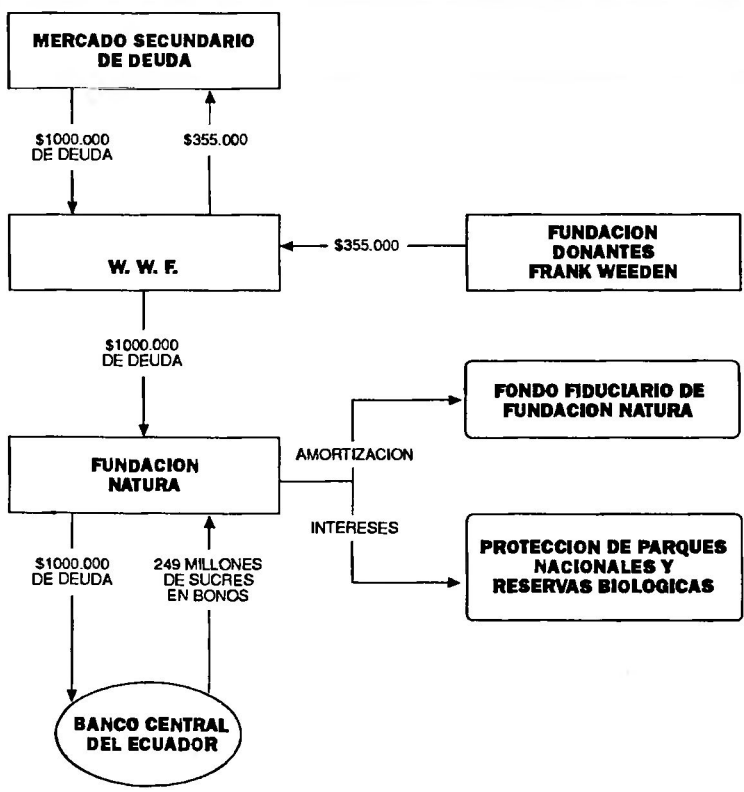 MERCADO SECUNDARIO
DE DEUDA
$1000.000
DE DEUDA
$355.000
W. W. F.
$355.000
FUNDACION
DONANTES
FRANK WEEDEN
$1000.000
DE DEUDA
FONDO FIDUCIARIO DE
FUNDACION NATURA
FUNDACION
NATURA
AMORTIZACION
INTERESES
PROTECCION DE PARQUES
NACIONALES Y
RESERVAS BIOLOGICAS
$1000.000
DE DEUDA
249 MILLONES
DE SUCRES
EN BONOS
BANCO CENTRAL
DEL ECUADOR